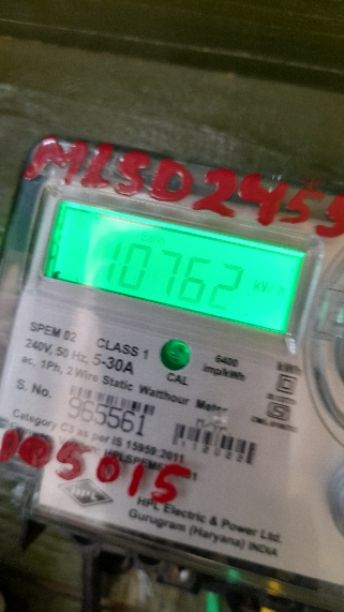 MLSD2455
10762 kWh
SPEM 02 CLASS 1
240V, 50 Hz, 5-30A
6400
imp/kWh
kWh
CAL
ac, 1Ph, 2 Wire Static Watthour Meter
S. No.
965561
Category C3 as per IS 15959:2011
105015
HPL Electric & Power Ltd.
Gurugram (Haryana) INDIA